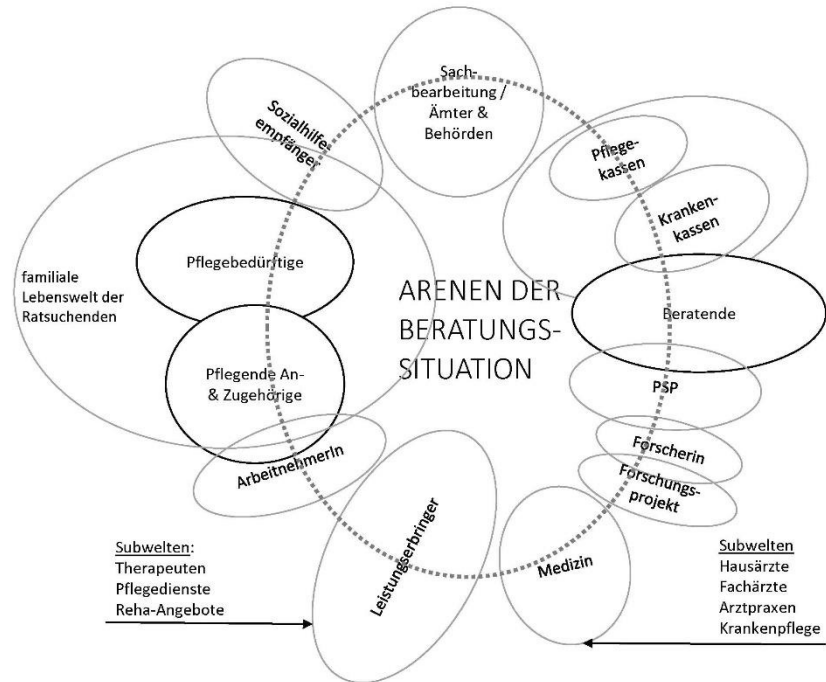 Sach-
bearbeitung /
Ämter &
Behörden
Sozialhilfe-
empfänger
Pflege-
kassen
Kranken-
kassen
Pflegebedürftige
familiale
Lebenswelt der
Ratsuchenden
ARENEN DER
BERATUNGS-
SITUATION
Beratende
Pflegende An-
& Zugehörige
PSP
ArbeitnehmerIn
Forscherin
Forschungs-
projekt
Leistungserbringer
Medizin
Subwelten:
Therapeuten
Pflegedienste
Reha-Angebote
Subwelten
Hausärzte
Fachärzte
Arztpraxen
Krankenpflege